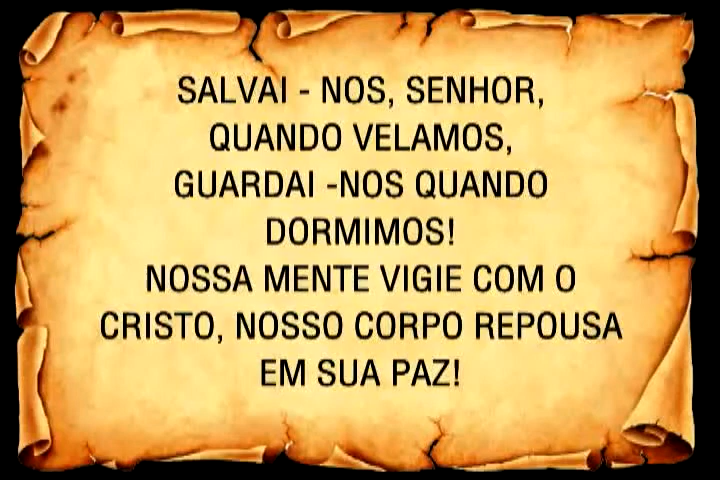 SALVAI - NOS, SENHOR,
QUANDO VELAMOS,
GUARDAI -NOS QUANDO
DORMIMOS!
NOSSA MENTE VIGIE COM O
CRISTO, NOSSO CORPO REPOUSA
EM SUA PAZ!